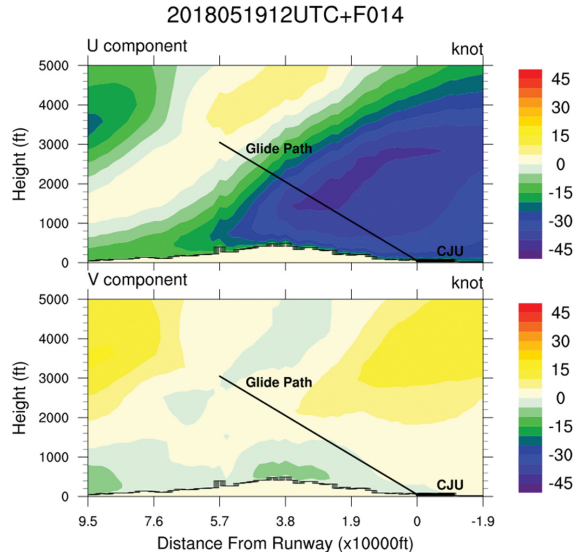 2018051912UTC+F014
U component knot
5000
4000
3000
2000
1000
0
Height (ft)
Glide Path
CJU
45
30
15
0
-15
-30
-45
V component knot
5000
4000
3000
2000
1000
0
Height (ft)
Glide Path
CJU
45
30
15
0
-15
-30
-45
9.5 7.6 5.7 3.8 1.9 0 -1.9
Distance From Runway (x10000ft)